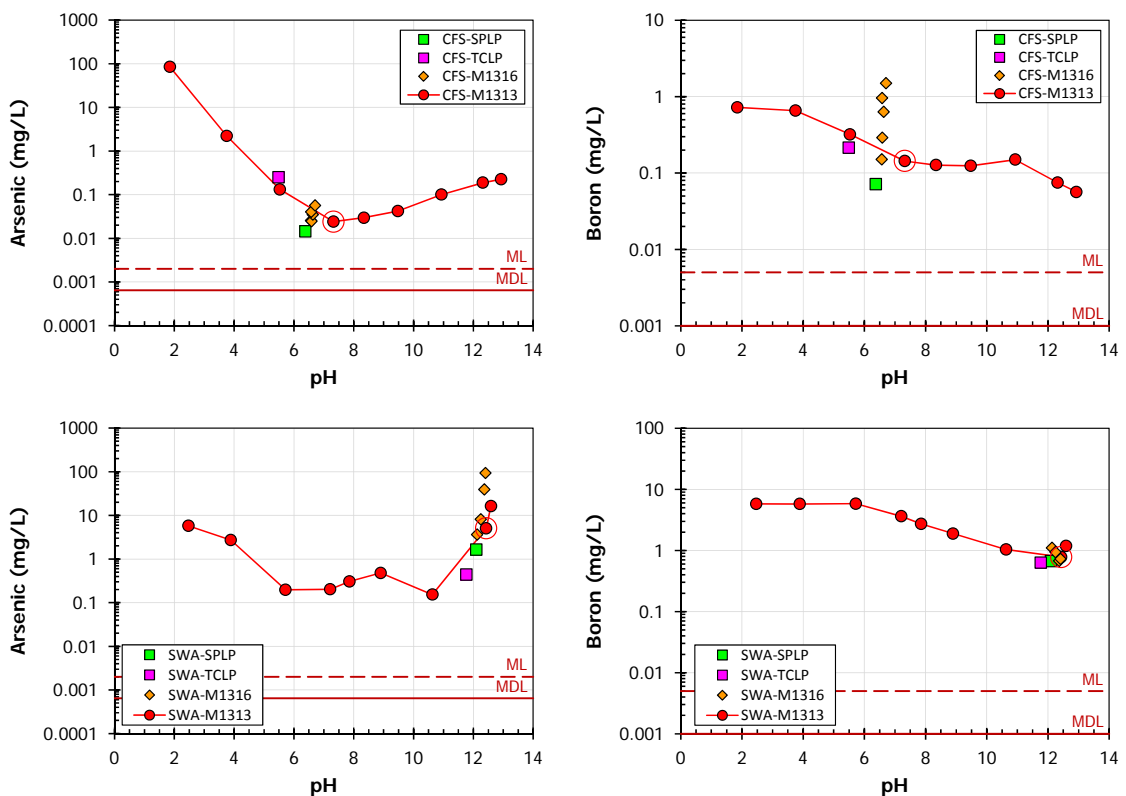 1000
100
10
1
0.1
0.01
0.001
0.0001
Arsenic (mg/L)
CFS-SPLP
CFS-TCLP
CFS-M1316
CFS-M1313
ML
MDL
0 2 4 6 8 10 12 14
pH
10
1
0.1
0.01
0.001
Boron (mg/L)
CFS-SPLP
CFS-TCLP
CFS-M1316
CFS-M1313
ML
MDL
0 2 4 6 8 10 12 14
pH
1000
100
10
1
0.1
0.01
0.001
0.0001
Arsenic (mg/L)
SWA-SPLP
SWA-TCLP
SWA-M1316
SWA-M1313
ML
MDL
0 2 4 6 8 10 12 14
pH
100
10
1
0.1
0.01
0.001
Boron (mg/L)
SWA-SPLP
SWA-TCLP
SWA-M1316
SWA-M1313
ML
MDL
0 2 4 6 8 10 12 14
pH